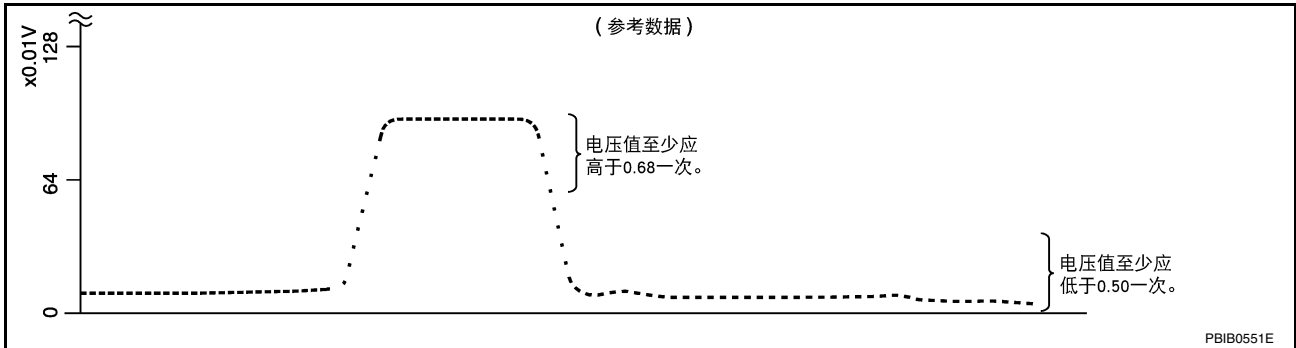 (参考数据)
x0.01V
128
64
0
电压值至少应
高于0.68一次。
电压值至少应
低于0.50一次。
PBIB0551E